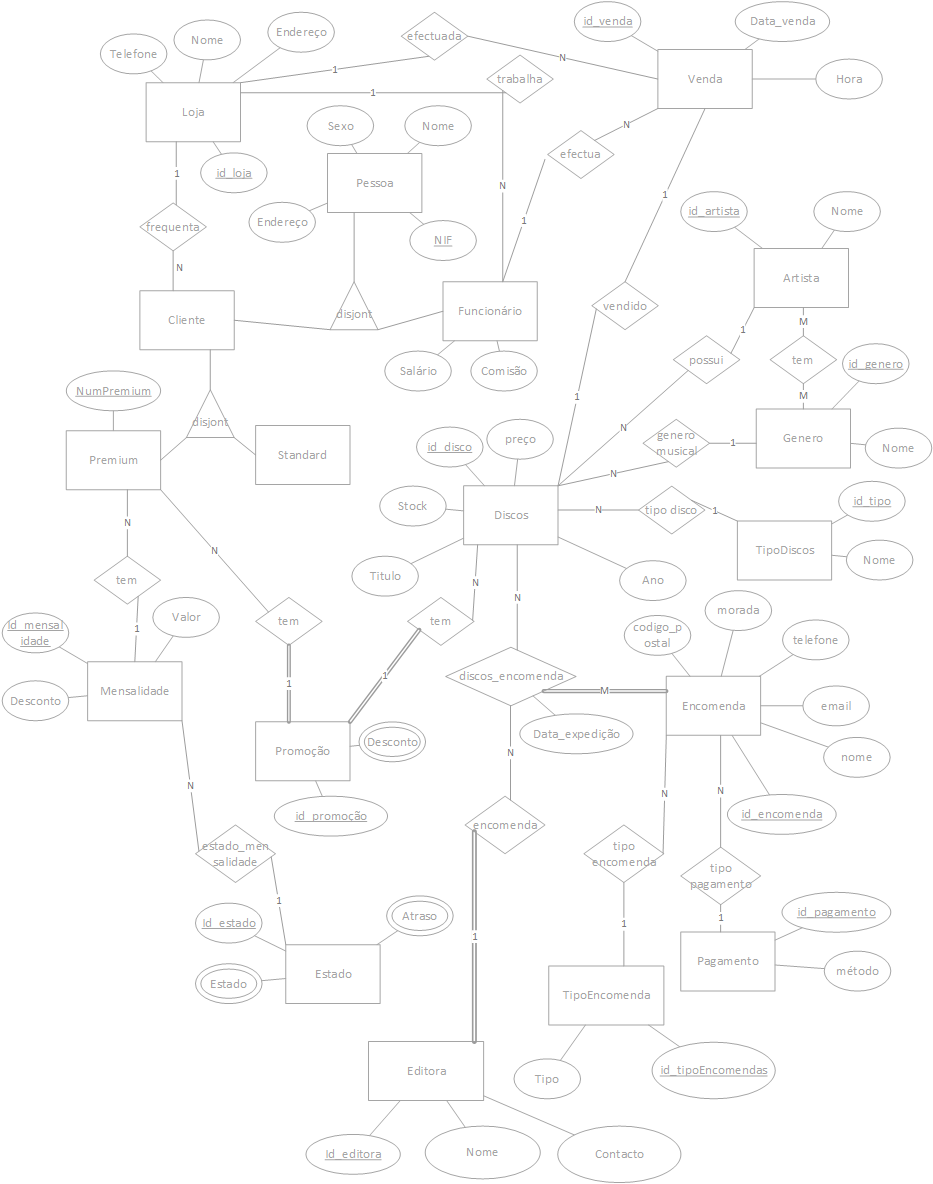 id_venda
Data_venda
Endereço
efectuada
Nome
Telefone
1
N
trabalha
Venda
Hora
1
Loja
Sexo
Nome
N
efectua
1
id_loja
Pessoa
N
1
id_artista
Nome
Endereço
1
frequenta
NIF
N
Artista
vendido
Funcionário
disjont
Cliente
M
1
possui
tem
id_genero
Salário
Comisão
NumPremium
1
M
disjont
N
genero
musical
1
Genero
Nome
id_disco
preço
Premium
Standard
N
Stock
Discos
N
tipo disco
1
id_tipo
N
TipoDiscos
Nome
N
Titulo
N
Ano
tem
N
morada
Id_mensal
idade
Valor
1
tem
tem
codigo_p
ostal
telefone
1
1
discos_encomenda
M
Mensalidade
Desconto
Encomenda
email
Data_expedição
Promoção
Desconto
N
nome
N
N
N
id_promoção
id_encomenda
encomenda
estado_men
salidade
tipo
encomenda
tipo
pagamento
1
Id_estado
Atraso
1
1
id_pagamento
1
Estado
Estado
Pagamento
método
TipoEncomenda
Editora
Tipo
id_tipoEncomendas
Id_editora
Nome
Contacto